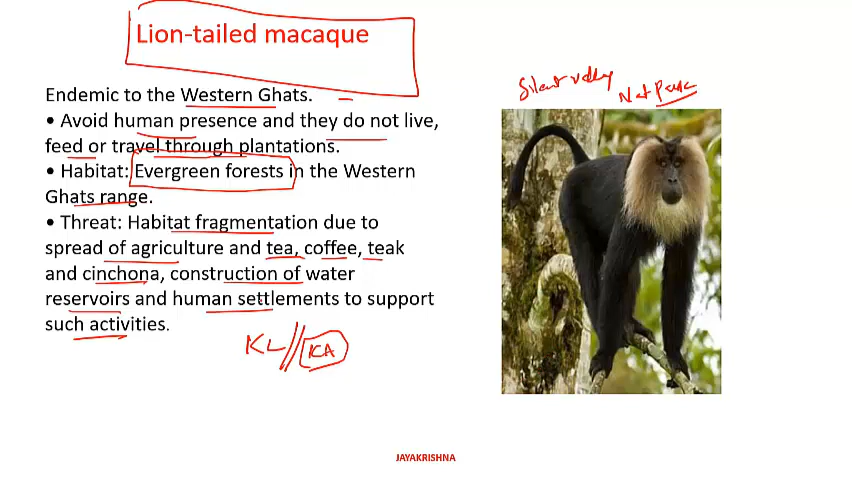 Lion-tailed macaque
Silent valley
Nat Park
Endemic to the Western Ghats.
• Avoid human presence and they do not live,
feed or travel through plantations.
• Habitat: Evergreen forests in the Western
Ghats range.
• Threat: Habitat fragmentation due to
spread of agriculture and tea, coffee, teak
and cinchona, construction of water
reservoirs and human settlements to support
such activities.
KL // KA
JAYAKRISHNA